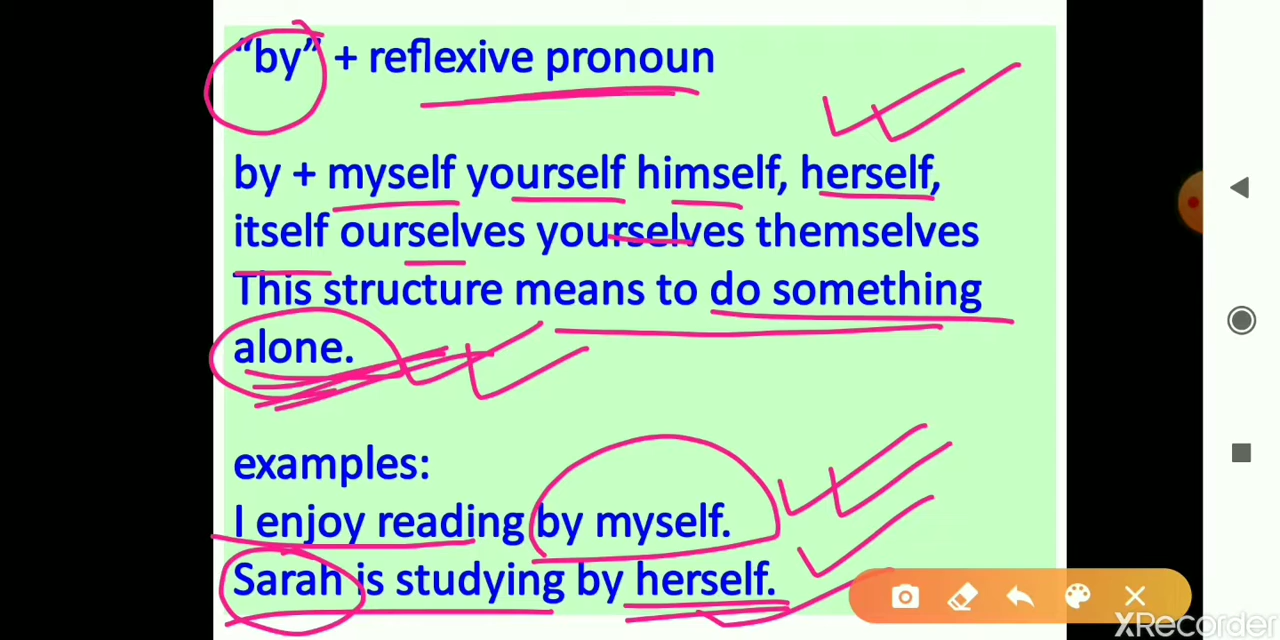 “by” + reflexive pronoun
by + myself yourself himself, herself,
itself ourselves yourselves themselves
This structure means to do something
alone.
examples:
I enjoy reading by myself.
Sarah is studying by herself.
XRecorder